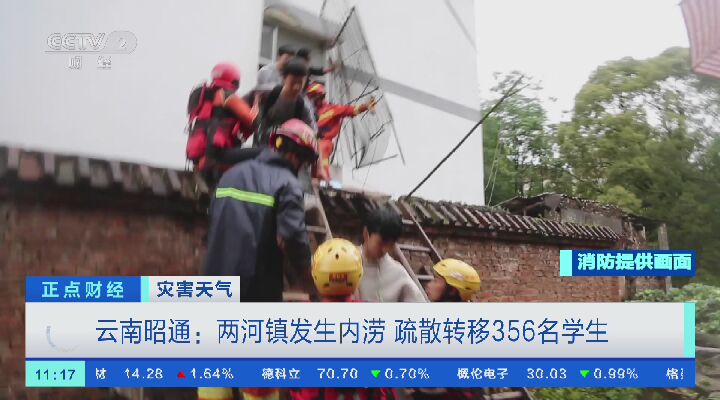 CCTV 2
财经
消防提供画面
正点财经 灾害天气
云南昭通：两河镇发生内涝 疏散转移356名学生
11:17 财 14.28 ▲1.64% 德科立 70.70 ▼0.70% 概伦电子 30.03 ▼0.99%